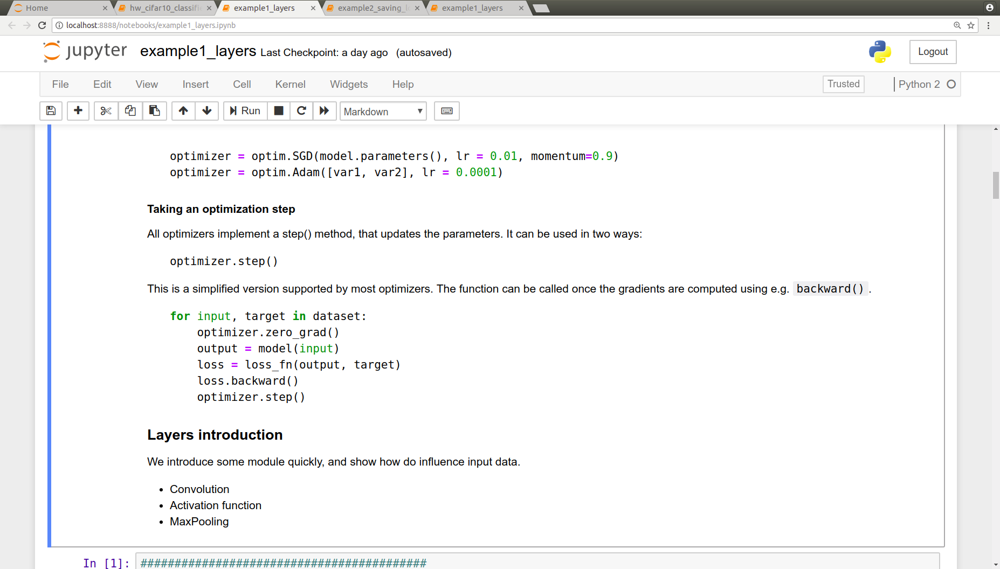 Home
hw_cifar10_classifi
example1_layers
example2_saving_l
example1_layers
localhost:8888/notebooks/example1_layers.ipynb
jupyter example1_layers Last Checkpoint: a day ago (autosaved)
Logout
File Edit View Insert Cell Kernel Widgets Help
Trusted
Python 2
Run
Markdown
optimizer = optim.SGD(model.parameters(), lr = 0.01, momentum=0.9)
optimizer = optim.Adam([var1, var2], lr = 0.0001)
Taking an optimization step
All optimizers implement a step() method, that updates the parameters. It can be used in two ways:
optimizer.step()
This is a simplified version supported by most optimizers. The function can be called once the gradients are computed using e.g. backward() .
for input, target in dataset:
    optimizer.zero_grad()
    output = model(input)
    loss = loss_fn(output, target)
    loss.backward()
    optimizer.step()
Layers introduction
We introduce some module quickly, and show how do influence input data.
• Convolution
• Activation function
• MaxPooling
In [1]: ##########################################